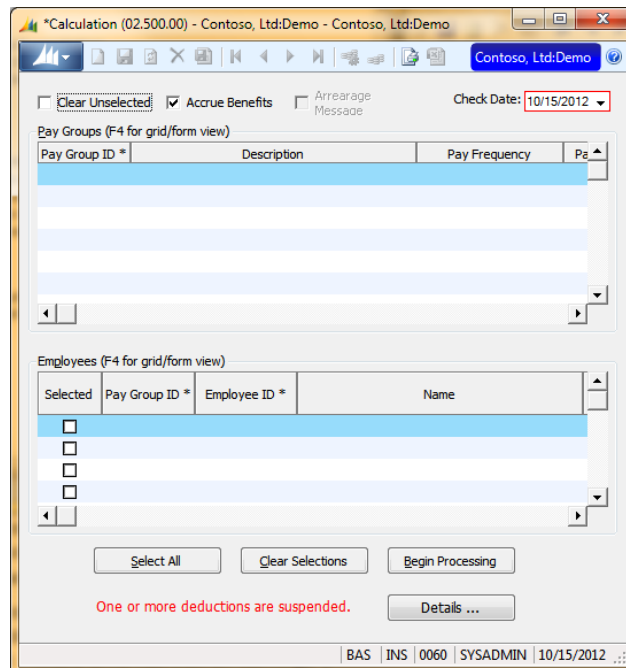 *Calculation (02.500.00) - Contoso, Ltd:Demo - Contoso, Ltd:Demo
Contoso, Ltd:Demo
Clear Unselected Accrue Benefits Arrearage Message Check Date: 10/15/2012
Pay Groups (F4 for grid/form view)
Pay Group ID * Description Pay Frequency Pa
Employees (F4 for grid/form view)
Selected Pay Group ID * Employee ID * Name
Select All Clear Selections Begin Processing
One or more deductions are suspended. Details ...
BAS INS 0060 SYSADMIN 10/15/2012